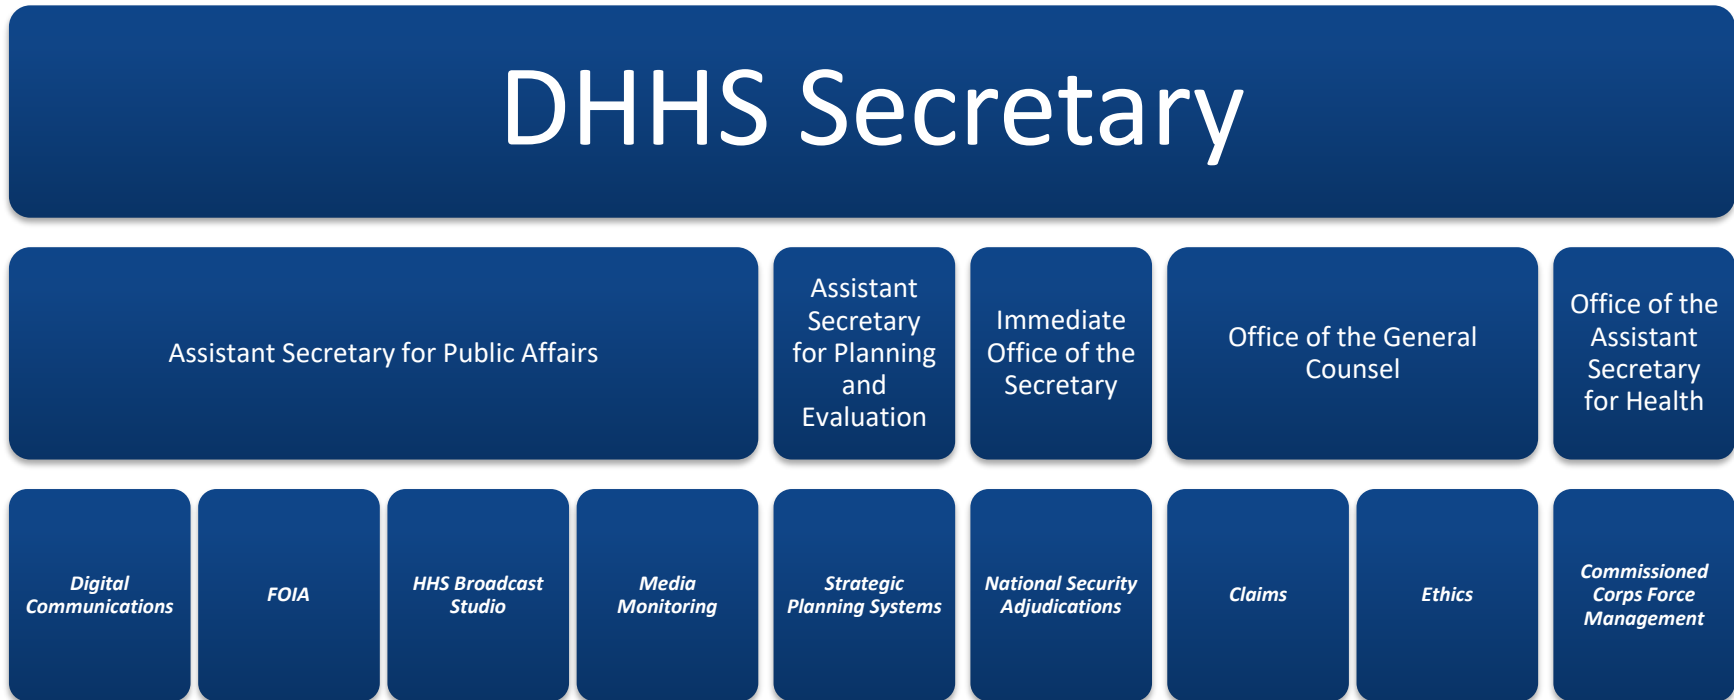 DHHS Secretary
Assistant Secretary for Public Affairs
Assistant
Secretary
for Planning
and
Evaluation
Immediate
Office of the
Secretary
Office of the General
Counsel
Office of the
Assistant
Secretary
for Health
Digital
Communications
FOIA
HHS Broadcast
Studio
Media
Monitoring
Strategic
Planning Systems
National Security
Adjudications
Claims
Ethics
Commissioned
Corps Force
Management